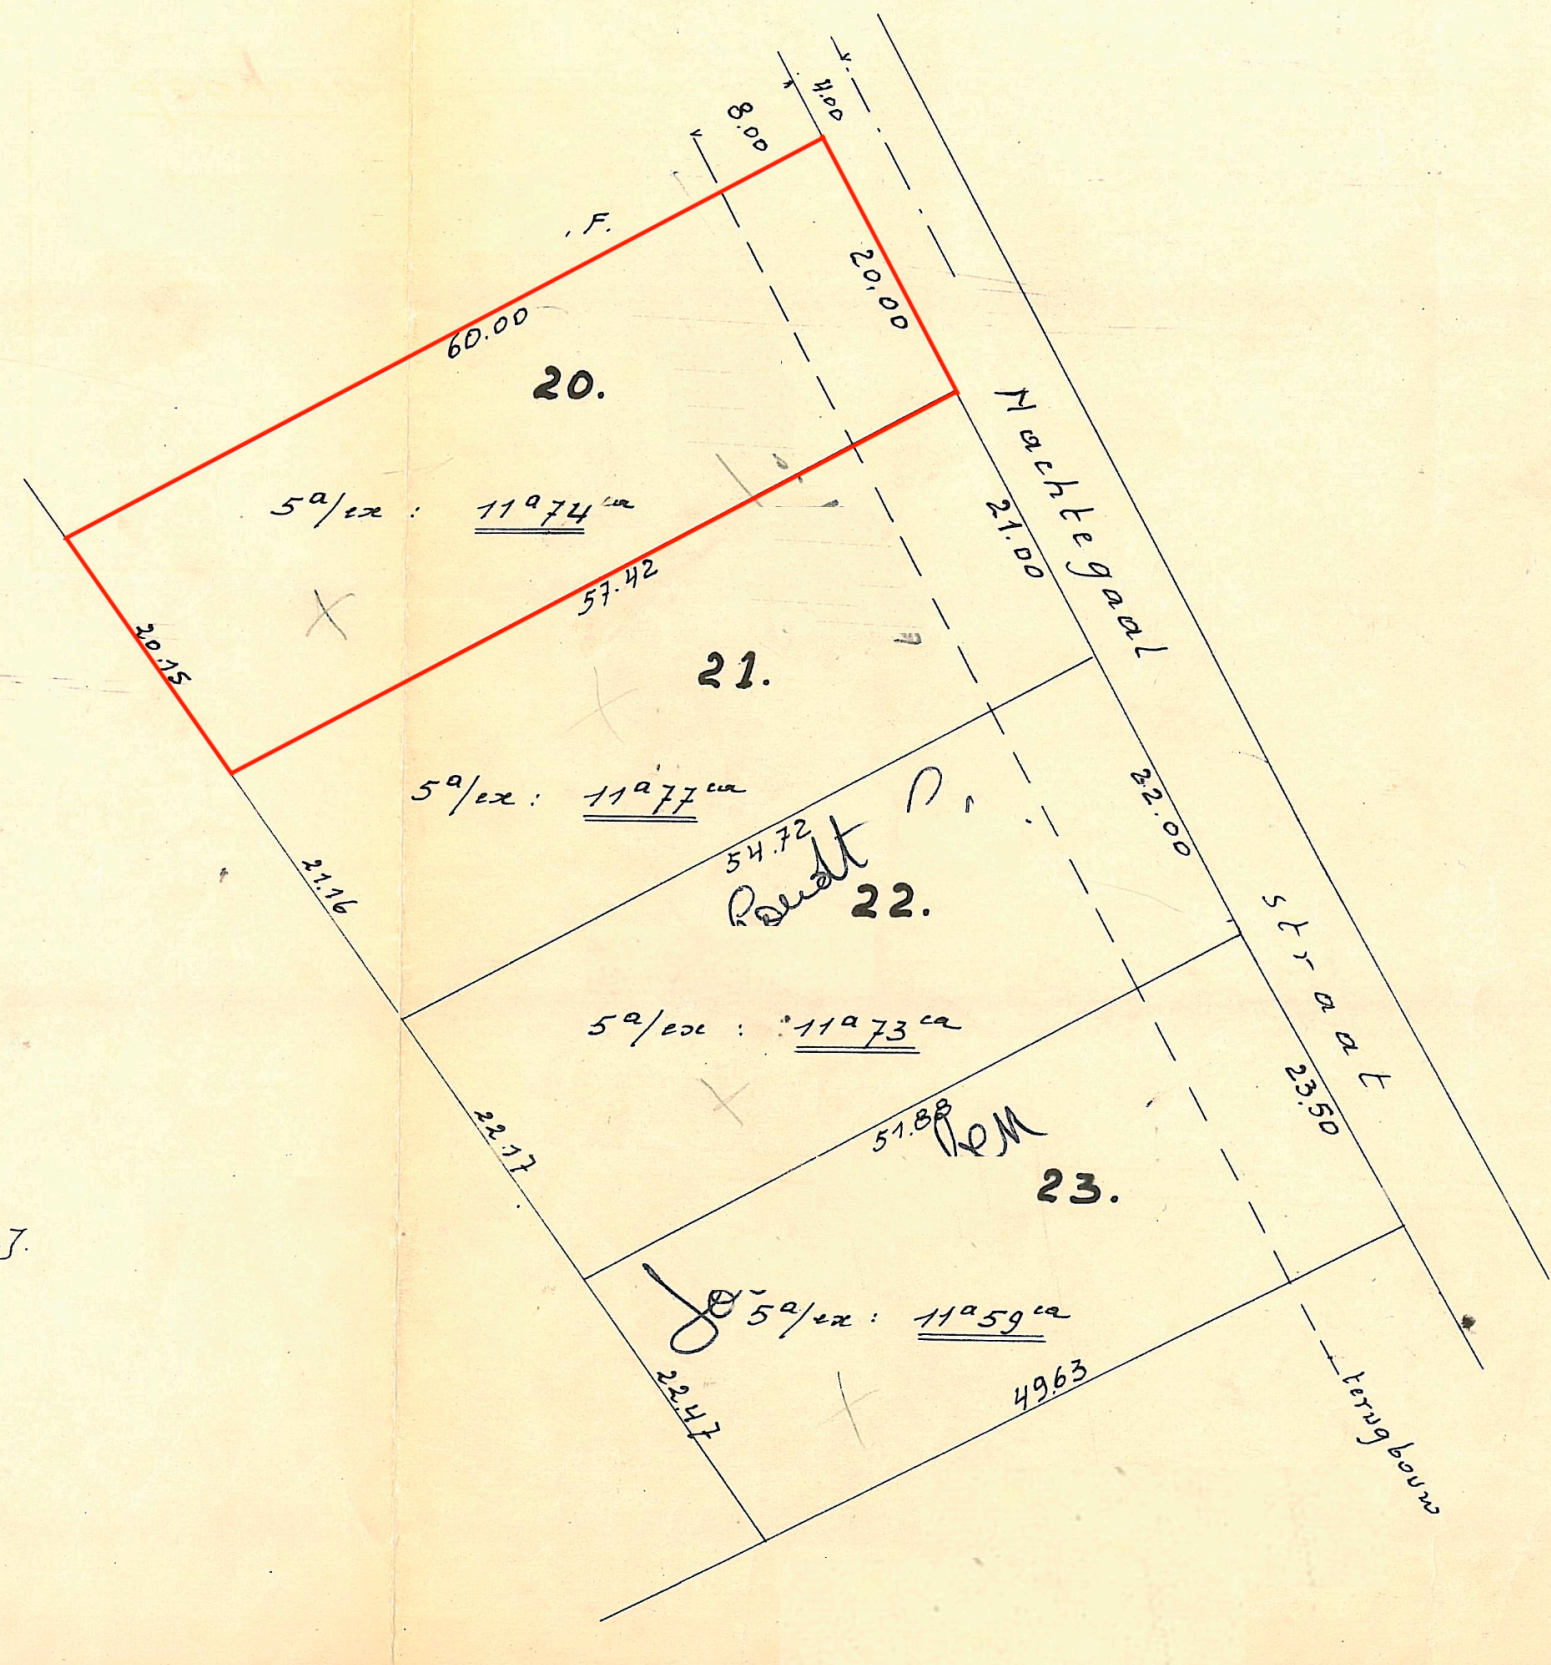 4.00
8.00
. F.
20.00
60.00
20.
5ª/ex : 11ª74ca
Nachtegaal straat
21.00
57.42
20.15
21.
5ª/ex : 11ª77ca
22.00
54.72
21.16
22.
5ª/ex : 11ª73ca
23.50
51.88
22.17
23.
J.
5ª/ex : 11ª59ca
49.63
22.47
terugbouw